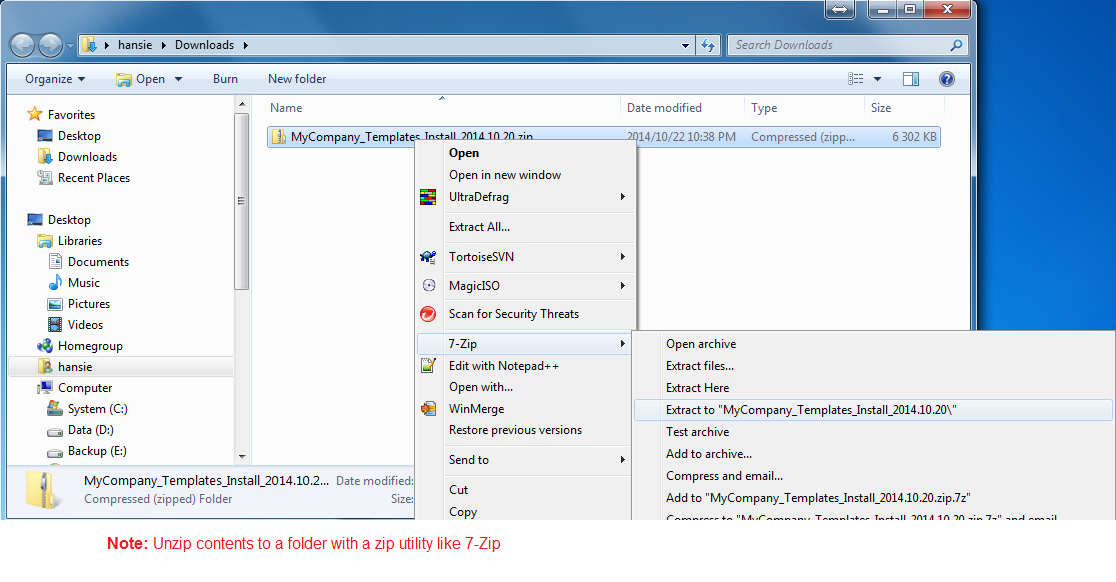 hansie Downloads
Search Downloads
Organize Open Burn New folder
Name Date modified Type Size
MyCompany_Templates_Install_2014.10.20.zip 2014/10/22 10:38 PM Compressed (zipp... 6 302 KB
Favorites
Desktop
Downloads
Recent Places
Desktop
Libraries
Documents
Music
Pictures
Videos
Homegroup
hansie
Computer
System (C:)
Data (D:)
Backup (E:)
Open
Open in new window
UltraDefrag
Extract All...
TortoiseSVN
MagicISO
Scan for Security Threats
7-Zip
Edit with Notepad++
Open with...
WinMerge
Restore previous versions
Send to
Cut
Copy
Open archive
Extract files...
Extract Here
Extract to "MyCompany_Templates_Install_2014.10.20\"
Test archive
Add to archive...
Compress and email...
Add to "MyCompany_Templates_Install_2014.10.20.zip.7z"
Compress to "MyCompany_Templates_Install_2014.10.20.zip.7z" and email
MyCompany_Templates_Install_2014.10.2... Date modified:
Compressed (zipped) Folder Size:
Note: Unzip contents to a folder with a zip utility like 7-Zip